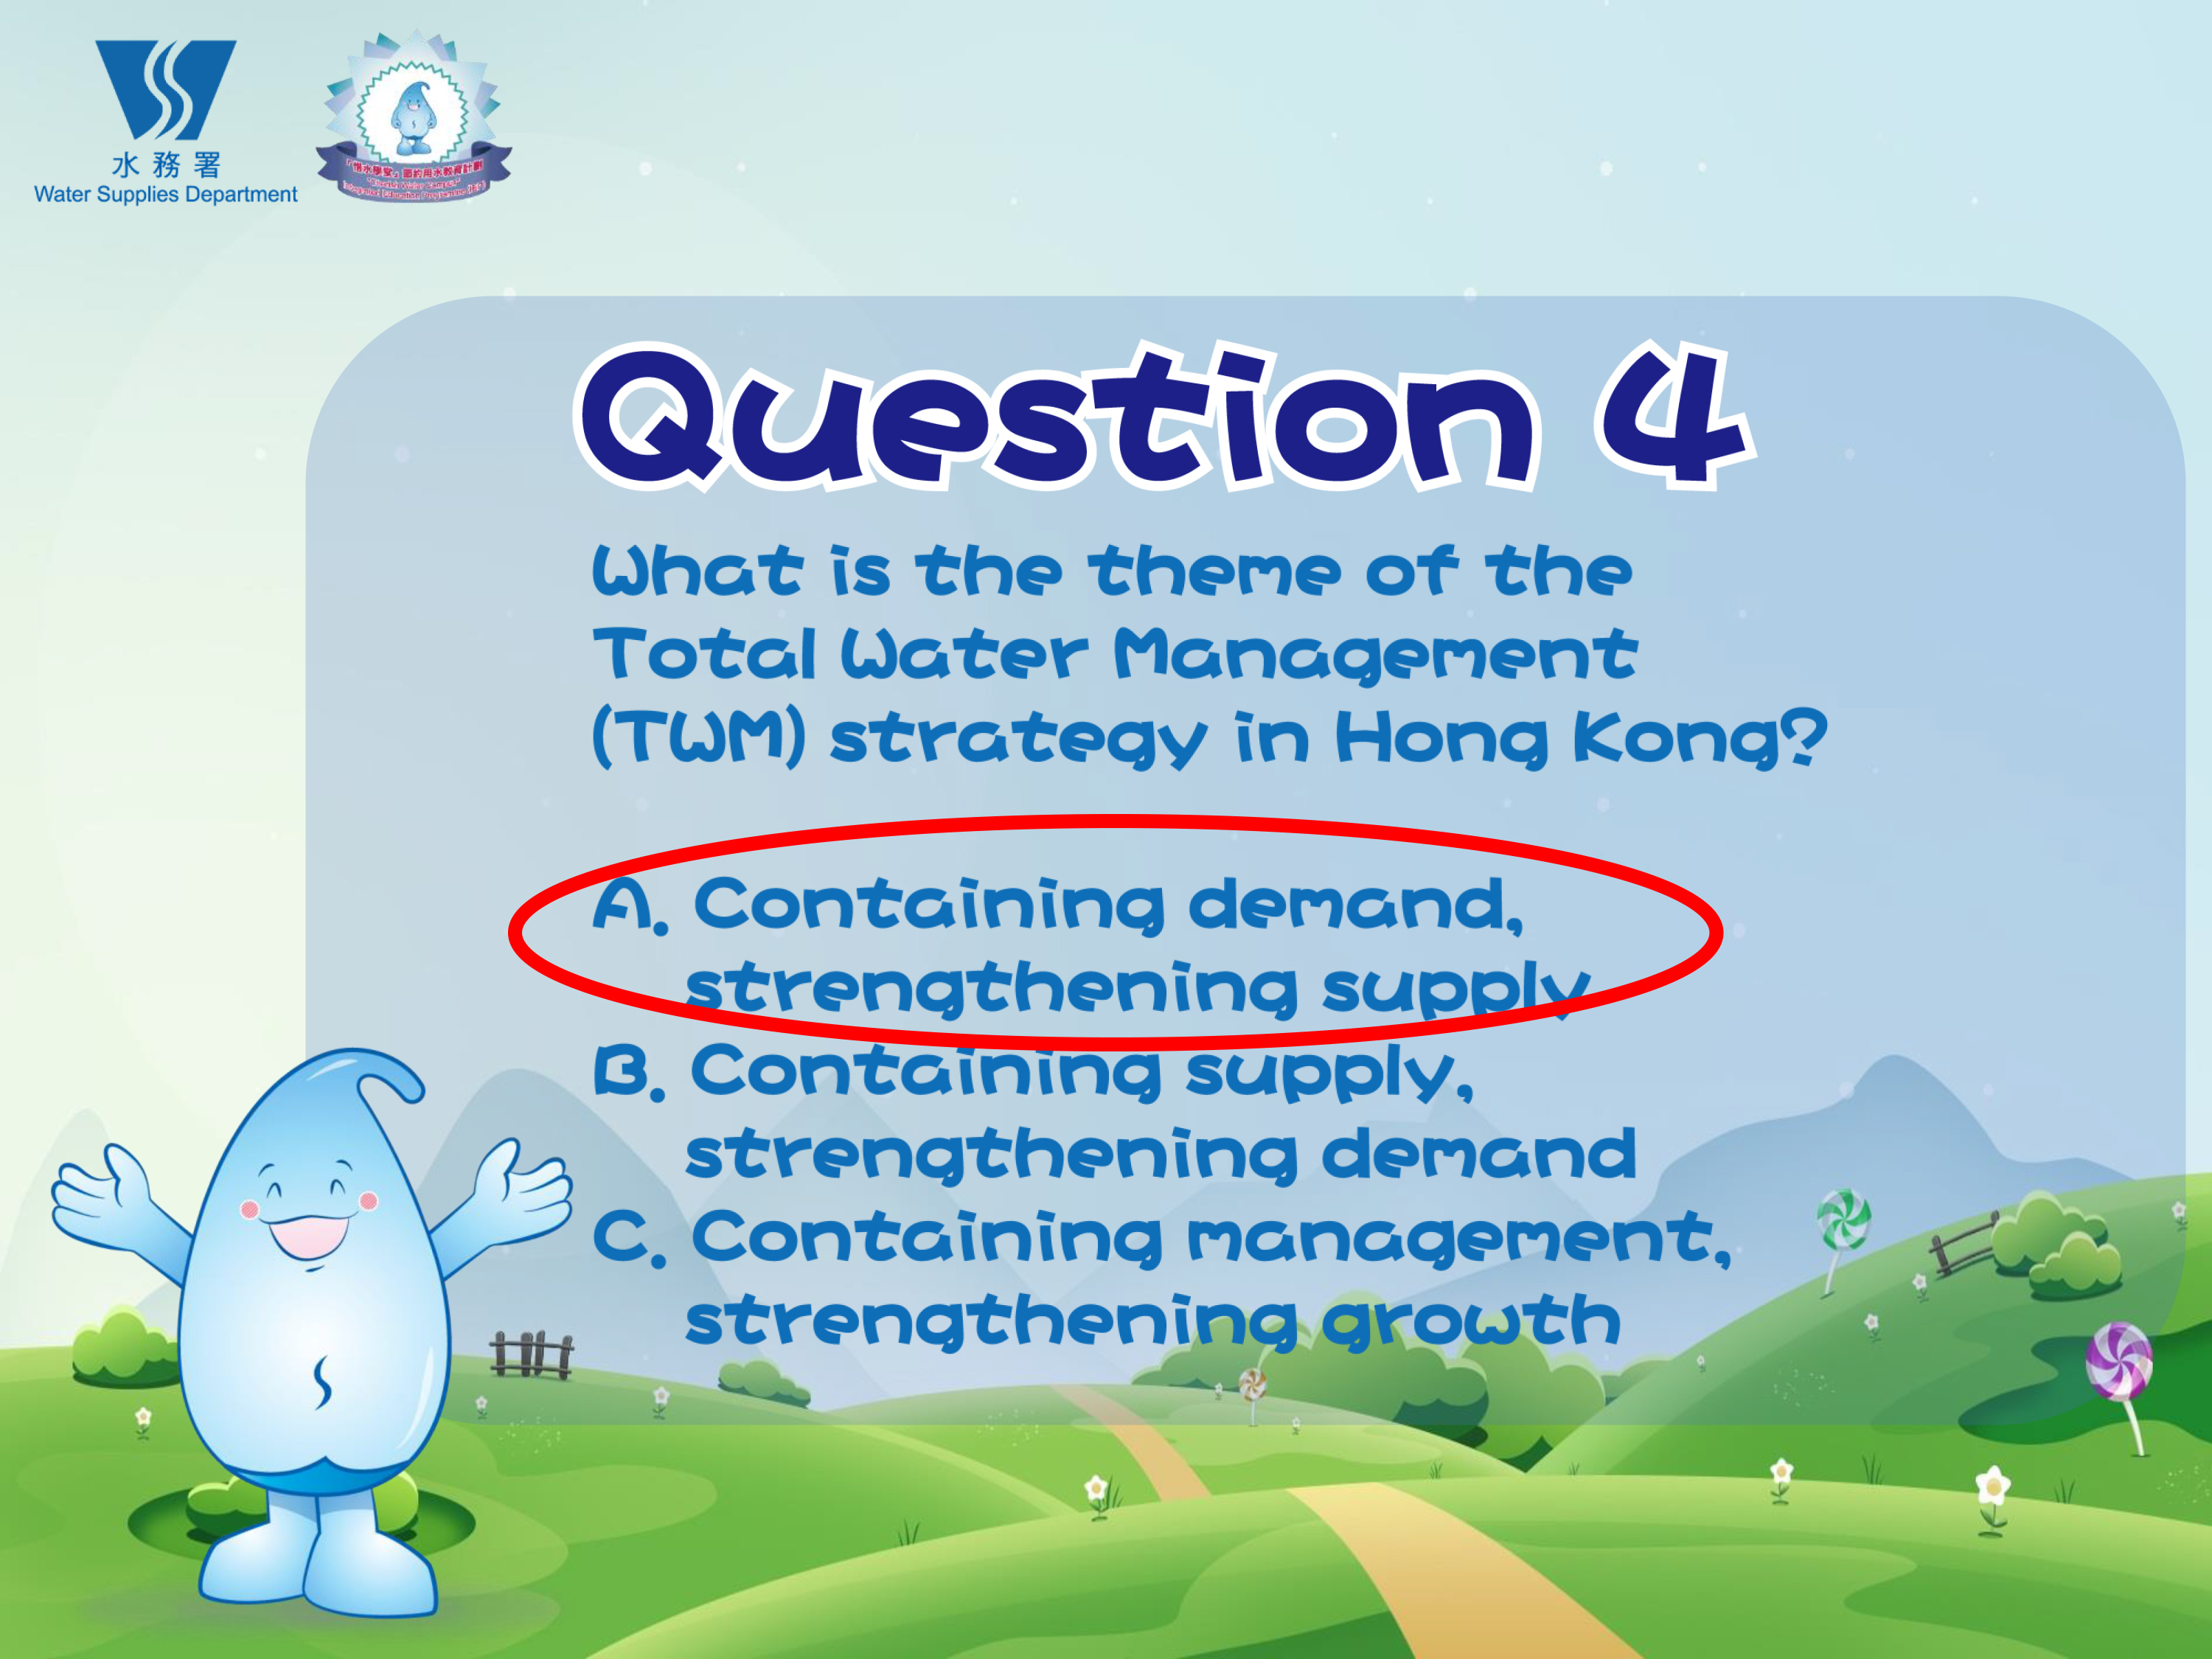 水務署
Water Supplies Department
「惜水學堂」節約用水教育計劃
"Cherish Water Campus"
Integrated Education Programme (IEP)
Question 4
What is the theme of the
Total Water Management
(TWM) strategy in Hong Kong?
A. Containing demand,
strengthening supply
B. Containing supply,
strengthening demand
C. Containing management,
strengthening growth